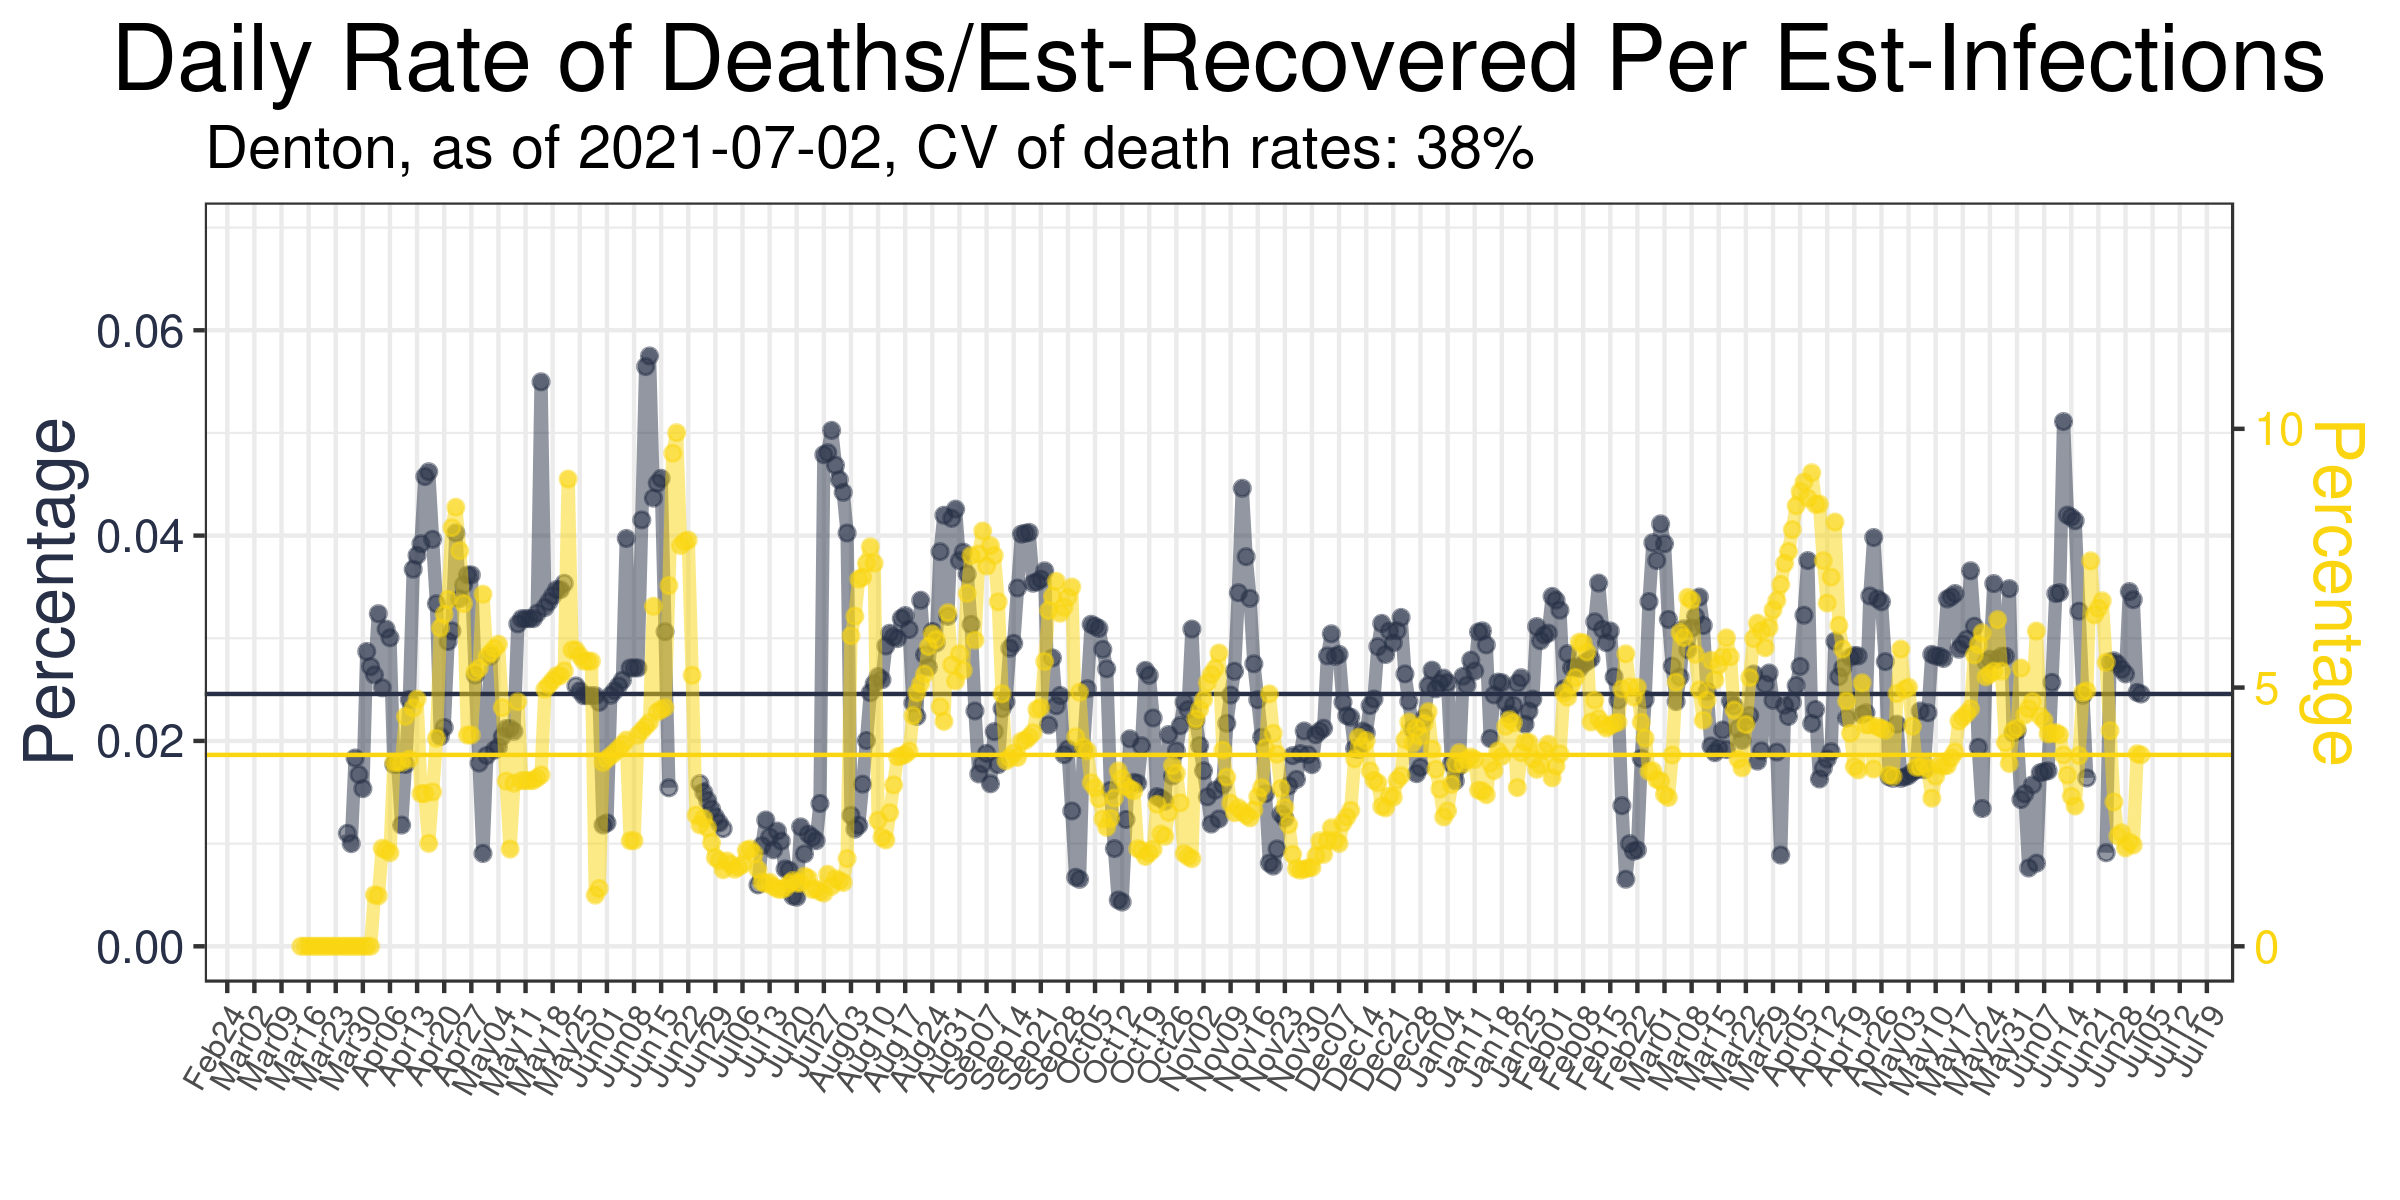 Daily Rate of Deaths/Est-Recovered Per Est-Infections
Denton, as of 2021-07-02, CV of death rates: 38%
Percentage
0.06
0.04
0.02
0.00
10
5
0
Percentage
Feb24
Mar02
Mar09
Mar16
Mar23
Mar30
Apr06
Apr13
Apr20
Apr27
May04
May11
May18
May25
Jun01
Jun08
Jun15
Jun22
Jun29
Jul06
Jul13
Jul20
Jul27
Aug03
Aug10
Aug17
Aug24
Aug31
Sep07
Sep14
Sep21
Sep28
Oct05
Oct12
Oct19
Oct26
Nov02
Nov09
Nov16
Nov23
Nov30
Dec07
Dec14
Dec21
Dec28
Jan04
Jan11
Jan18
Jan25
Feb01
Feb08
Feb15
Feb22
Mar01
Mar08
Mar15
Mar22
Mar29
Apr05
Apr12
Apr19
Apr26
May03
May10
May17
May24
May31
Jun07
Jun14
Jun21
Jun28
Jul05
Jul12
Jul19